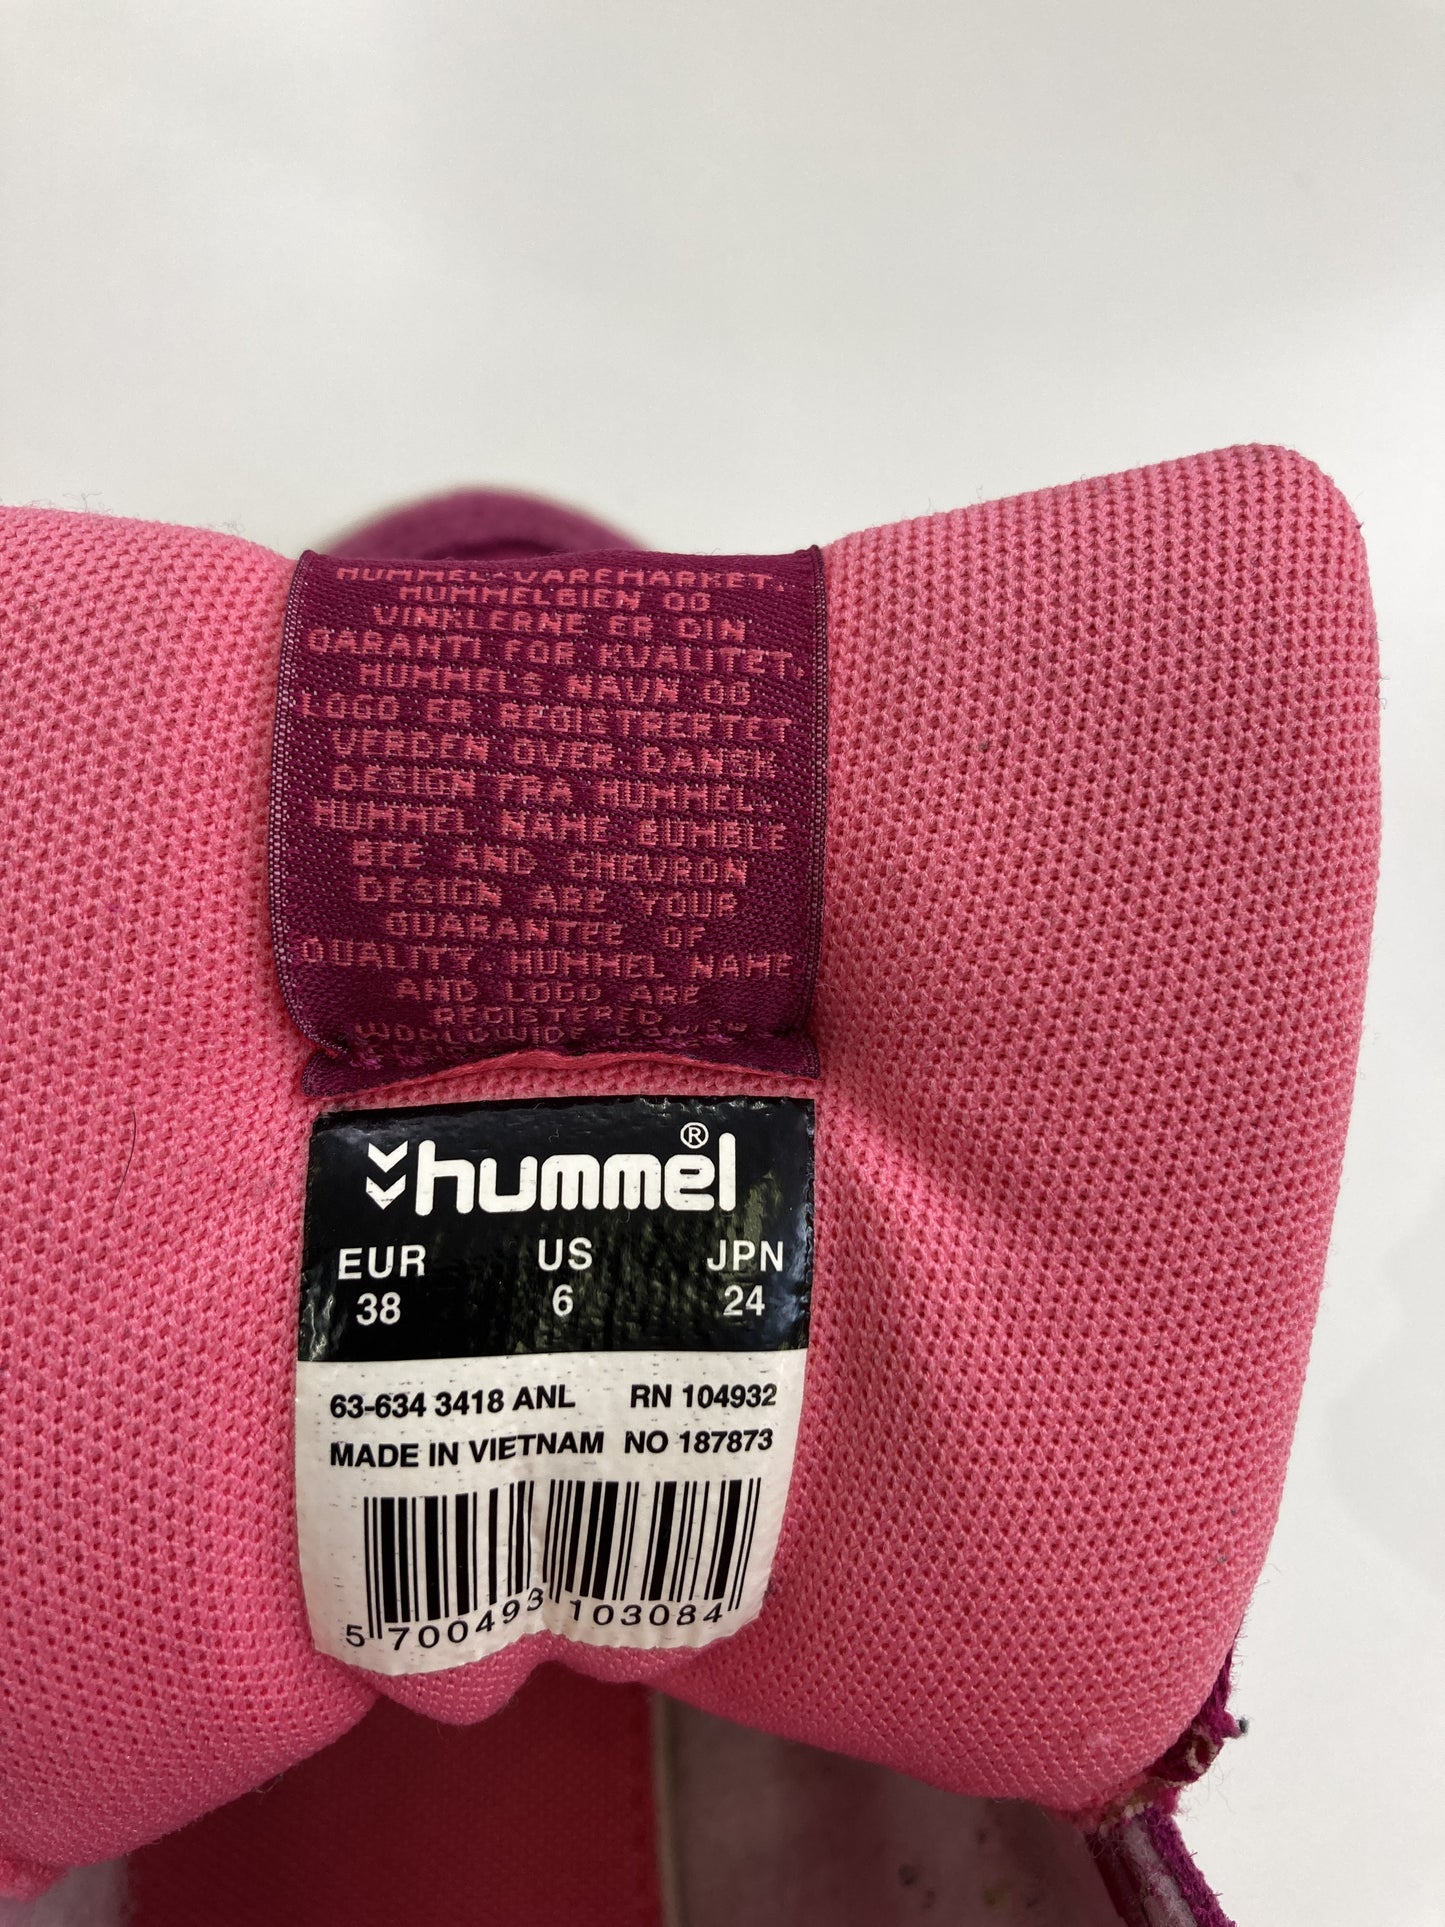 HUMMEL-VAREMARKET.
HUMMELBIEN OG
VINKLERNE ER DIN
GARANTI FOR KVALITET
HUMMELS NAVN OG
LOGO ER REGISTRERTET
VERDEN OVER. DANSK
DESIGN FRA HUMMEL.
HUMMEL NAME BUMBLE
BEE AND CHEVRON
DESIGN ARE YOUR
GUARANTEE OF
QUALITY. HUMMEL NAME
AND LOGO ARE
REGISTERED
WORLDWIDE
hummel®
EUR US JPN
38 6 24
63-634 3418 ANL RN 104932
MADE IN VIETNAM NO 187873
5 700493 103084